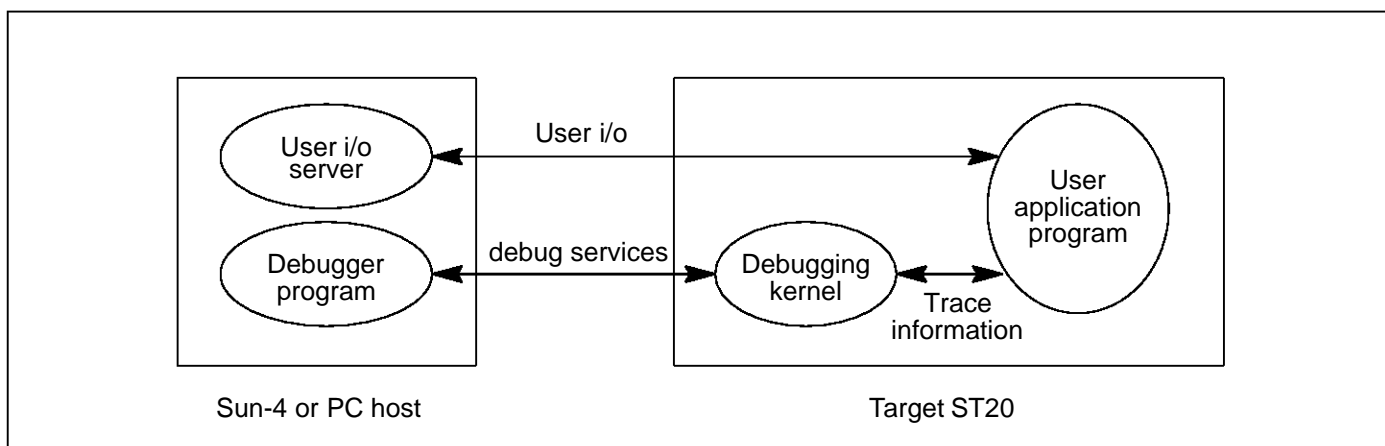 User i/o
server
User i/o
User
application
program
Debugger
program
debug services
Debugging
kernel
Trace
information
Sun-4 or PC host
Target ST20